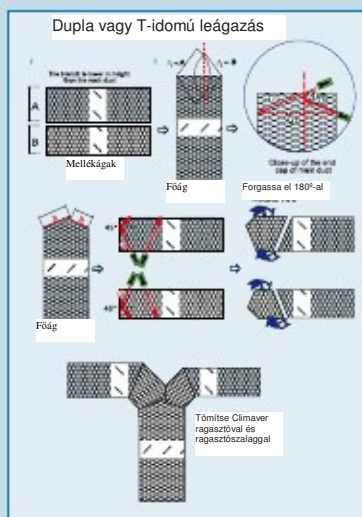 Dupla vagy T-idomú leágazás
The branch is lower in height
than the main duct
A
B
Mellékágak
Főág
Close-up of the end
cap of main duct
Forgassa el 180º-al
45°
45°
Főág
Tömítse Climaver
ragasztóval és
ragasztószalaggal